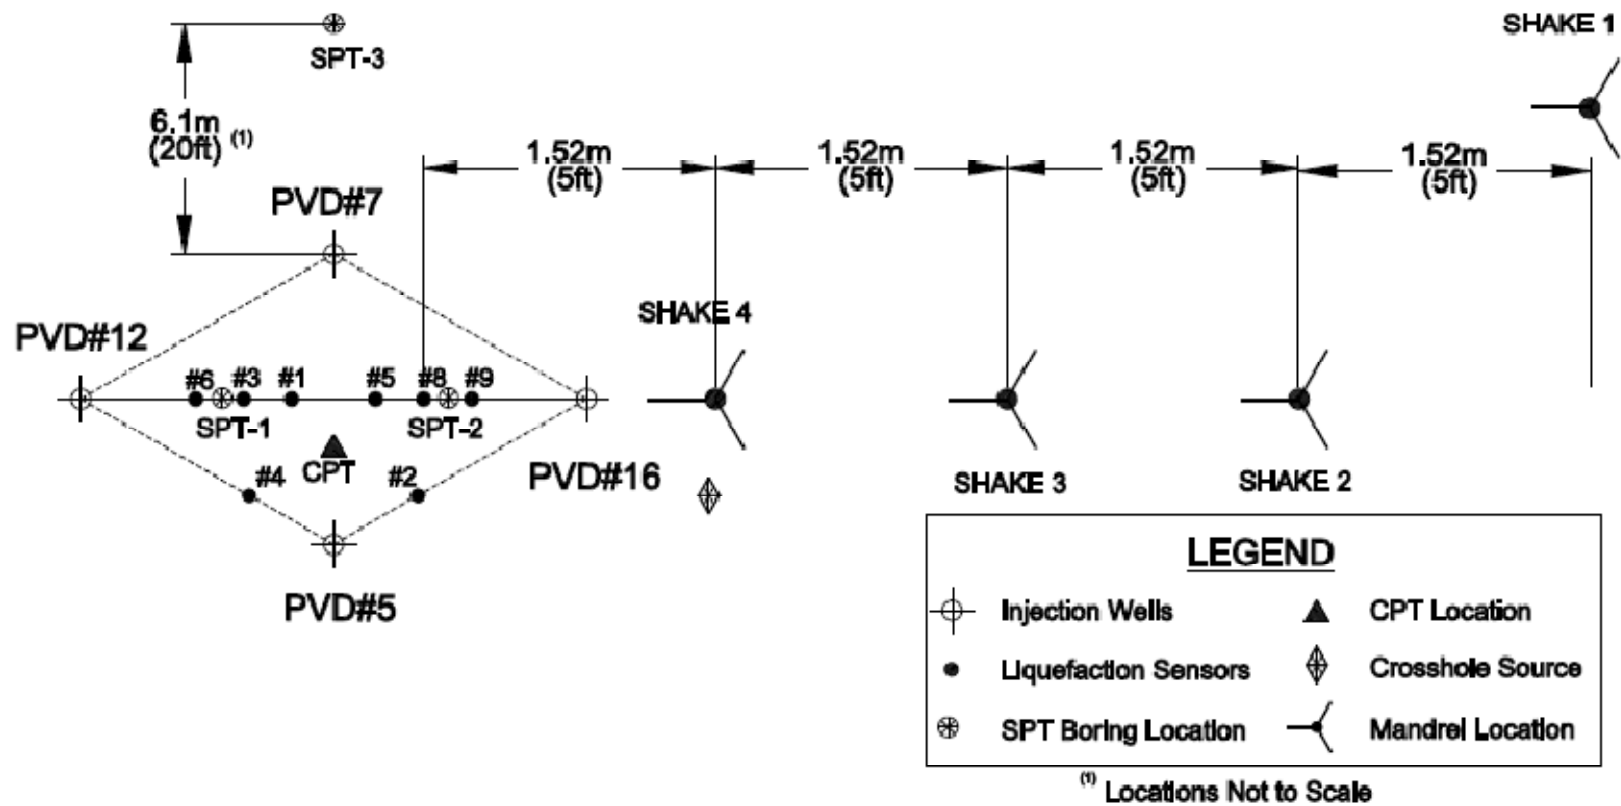 SHAKE 1
SPT-3
6.1m
(20ft) (1)
1.52m
(5ft)
1.52m
(5ft)
1.52m
(5ft)
1.52m
(5ft)
PVD#7
SHAKE 4
PVD#12
#6 #3 #1 #5 #8 #9
SPT-1 SPT-2
CPT
#4 #2
PVD#16
SHAKE 3
SHAKE 2
PVD#5
LEGEND
Injection Wells
CPT Location
Liquefaction Sensors
Crosshole Source
SPT Boring Location
Mandrel Location
(1) Locations Not to Scale